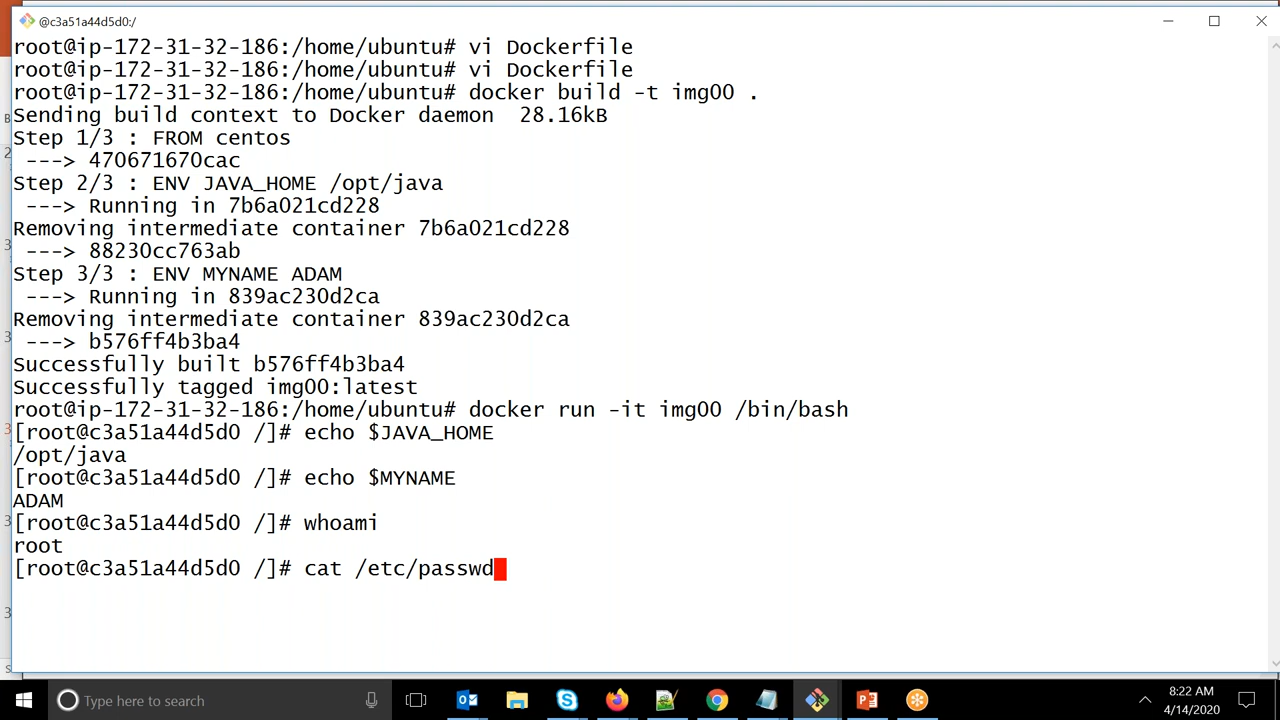 @c3a51a44d5d0:/
root@ip-172-31-32-186:/home/ubuntu# vi Dockerfile
root@ip-172-31-32-186:/home/ubuntu# vi Dockerfile
root@ip-172-31-32-186:/home/ubuntu# docker build -t img00 .
Sending build context to Docker daemon  28.16kB
Step 1/3 : FROM centos
 ---> 470671670cac
Step 2/3 : ENV JAVA_HOME /opt/java
 ---> Running in 7b6a021cd228
Removing intermediate container 7b6a021cd228
 ---> 88230cc763ab
Step 3/3 : ENV MYNAME ADAM
 ---> Running in 839ac230d2ca
Removing intermediate container 839ac230d2ca
 ---> b576ff4b3ba4
Successfully built b576ff4b3ba4
Successfully tagged img00:latest
root@ip-172-31-32-186:/home/ubuntu# docker run -it img00 /bin/bash
[root@c3a51a44d5d0 /]# echo $JAVA_HOME
/opt/java
[root@c3a51a44d5d0 /]# echo $MYNAME
ADAM
[root@c3a51a44d5d0 /]# whoami
root
[root@c3a51a44d5d0 /]# cat /etc/passwd
Type here to search
8:22 AM
4/14/2020